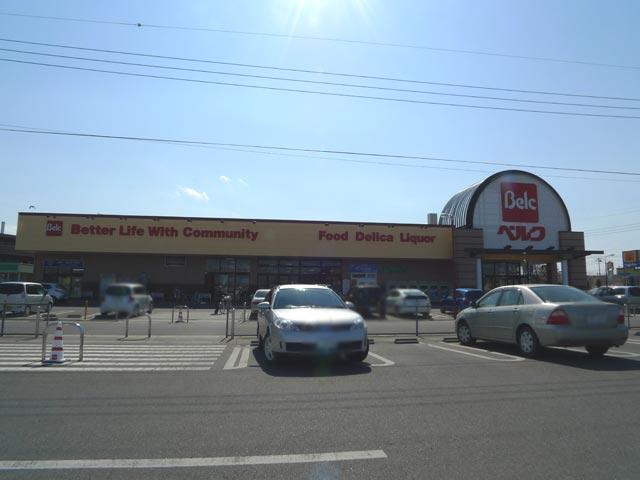 Belc
Better Life With Community
Food Delica Liquor
Belc
ベルク